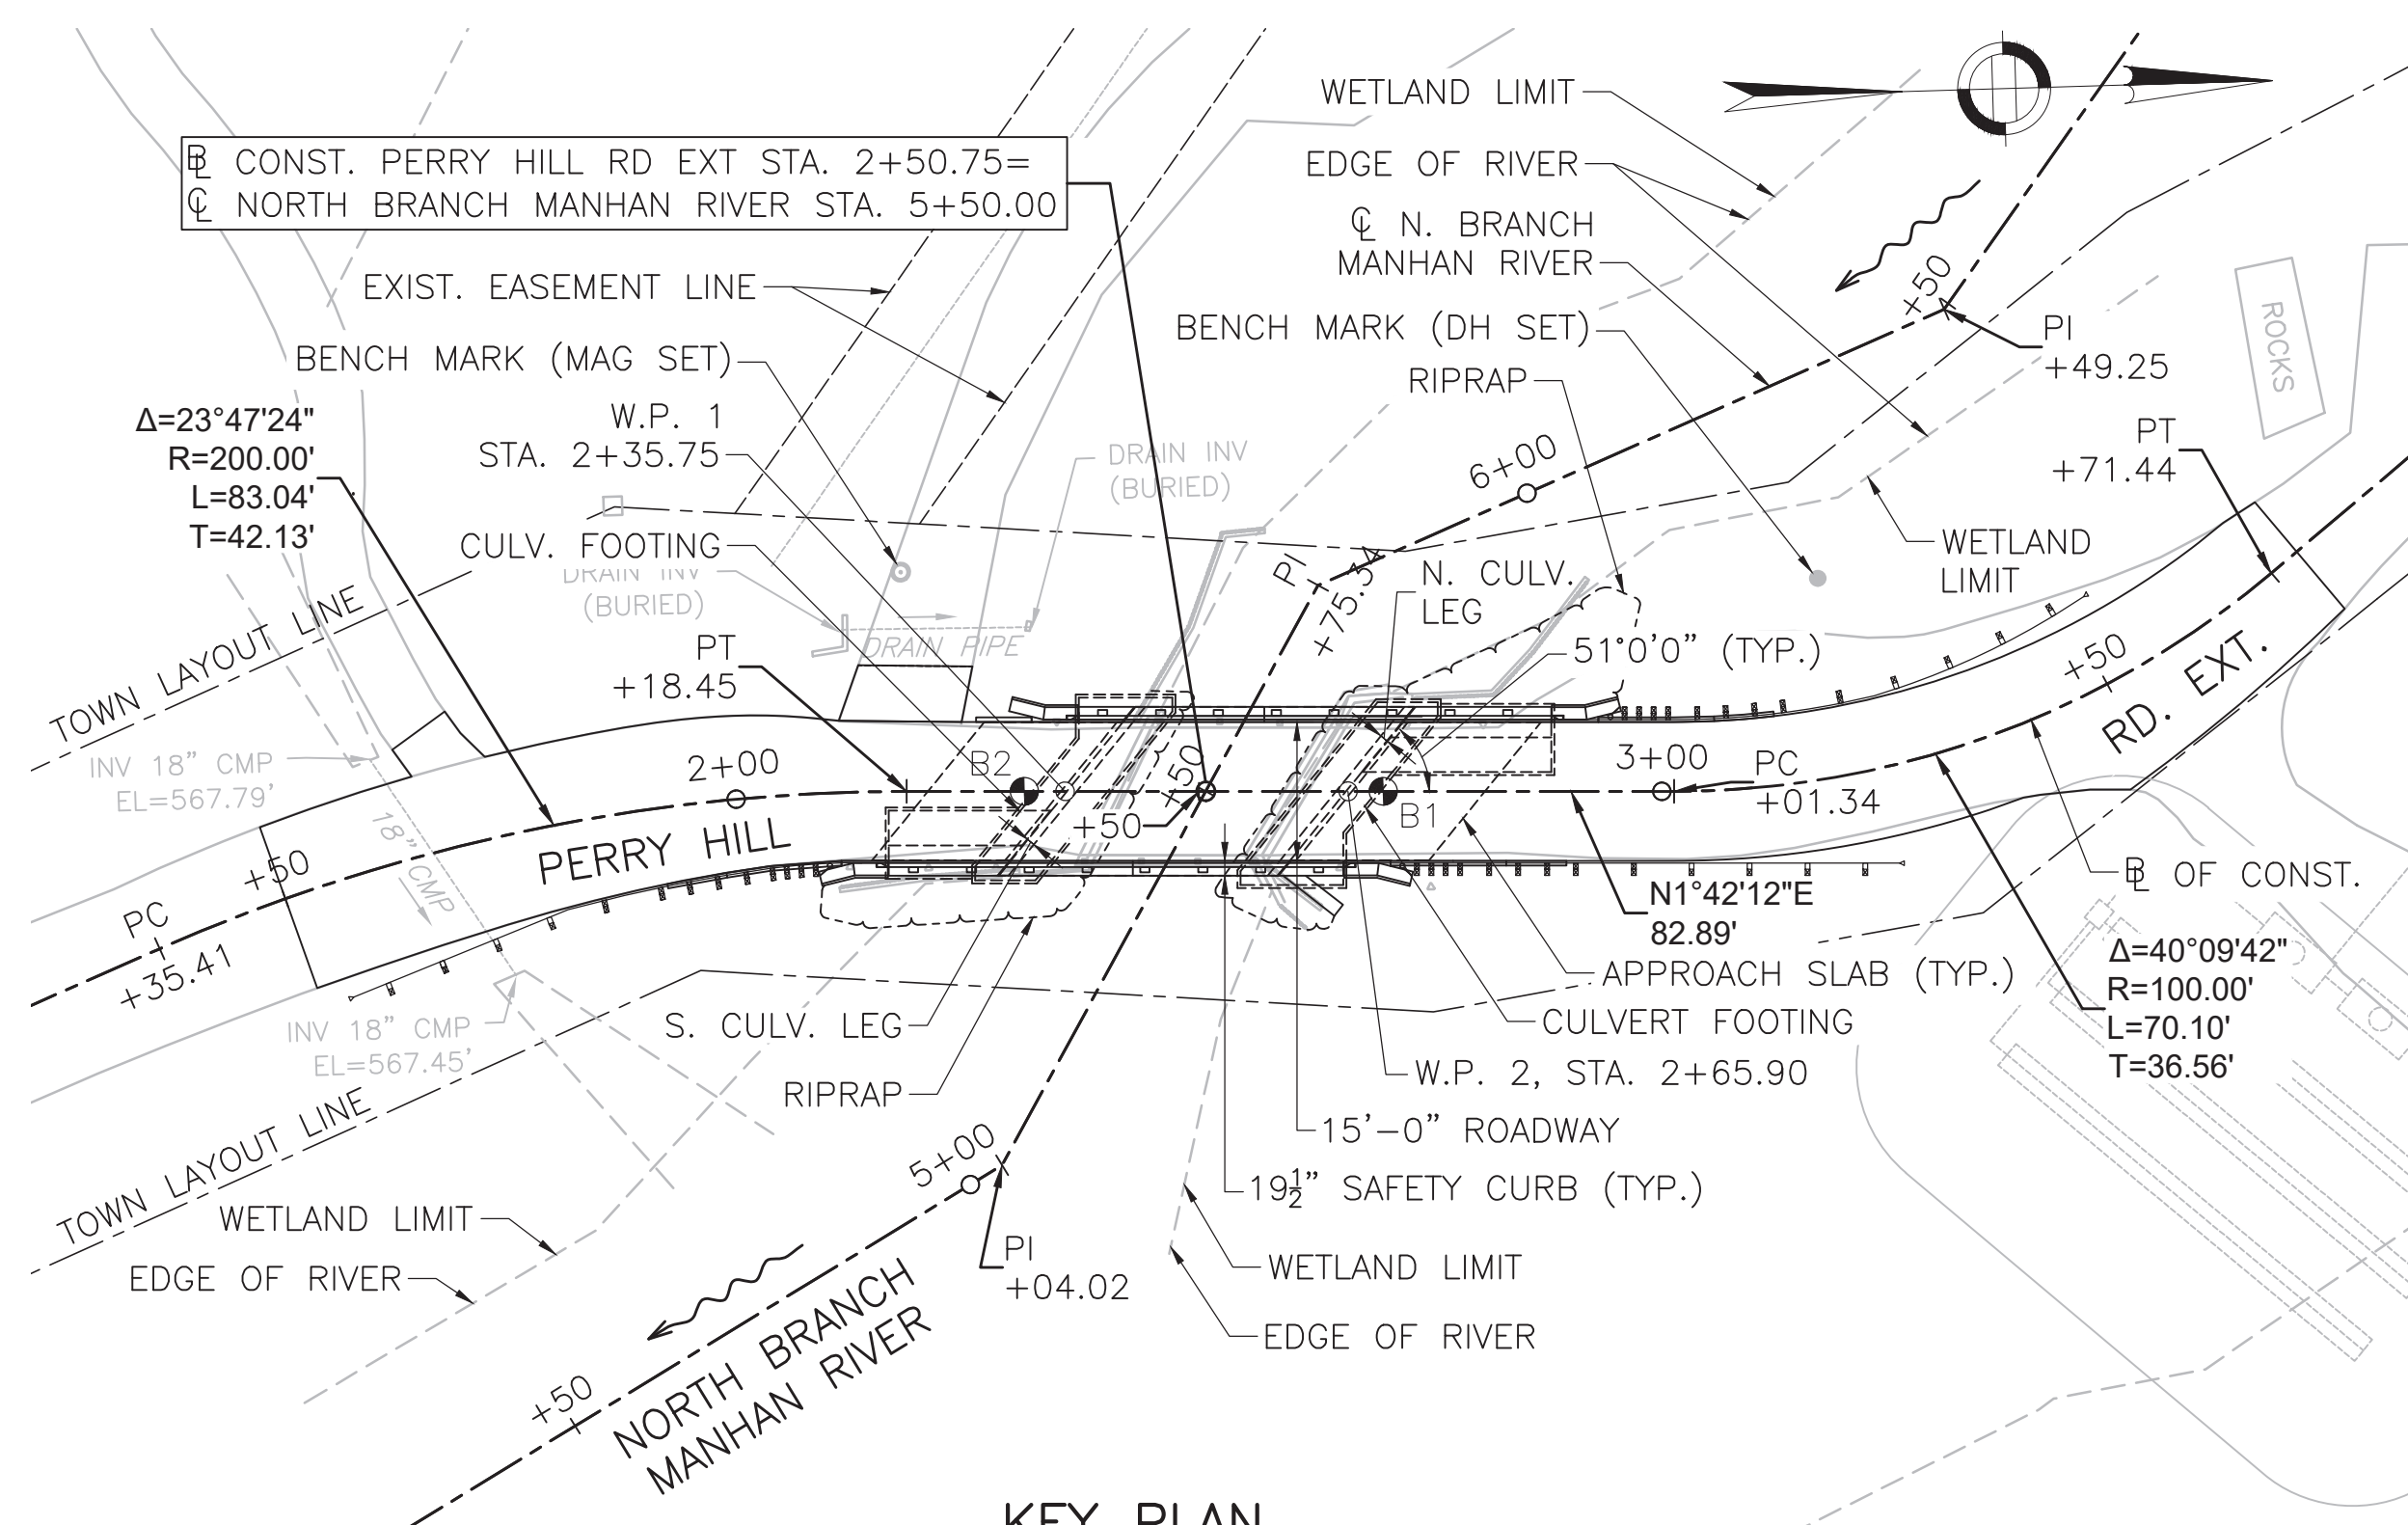 WETLAND LIMIT
EDGE OF RIVER
℄ N. BRANCH
MANHAN RIVER
BENCH MARK (DH SET)
RIPRAP
BL CONST. PERRY HILL RD EXT STA. 2+50.75=
℄ NORTH BRANCH MANHAN RIVER STA. 5+50.00
EXIST. EASEMENT LINE
BENCH MARK (MAG SET)
W.P. 1
STA. 2+35.75
CULV. FOOTING
DRAIN INV
(BURIED)
DRAIN INV
(BURIED)
DRAIN PIPE
Δ=23°47'24"
R=200.00'
L=83.04'
T=42.13'
+50
PI
+49.25
ROCKS
PT
+71.44
6+00
WETLAND
LIMIT
PI
+75.34
N. CULV.
LEG
51°0'0" (TYP.)
TOWN LAYOUT LINE
PT
+18.45
INV 18" CMP
EL=567.79'
18" CMP
2+00
B2
+50
+50
B1
3+00
PC
+01.34
+50
PERRY HILL
RD. EXT.
+50
PC
+35.41
BL OF CONST.
N1°42'12"E
82.89'
Δ=40°09'42"
R=100.00'
L=70.10'
T=36.56'
APPROACH SLAB (TYP.)
CULVERT FOOTING
W.P. 2, STA. 2+65.90
15'-0" ROADWAY
19½" SAFETY CURB (TYP.)
INV 18" CMP
EL=567.45'
S. CULV. LEG
RIPRAP
TOWN LAYOUT LINE
5+00
PI
+04.02
WETLAND LIMIT
EDGE OF RIVER
WETLAND LIMIT
EDGE OF RIVER
+50
NORTH BRANCH
MANHAN RIVER
KEY PLAN